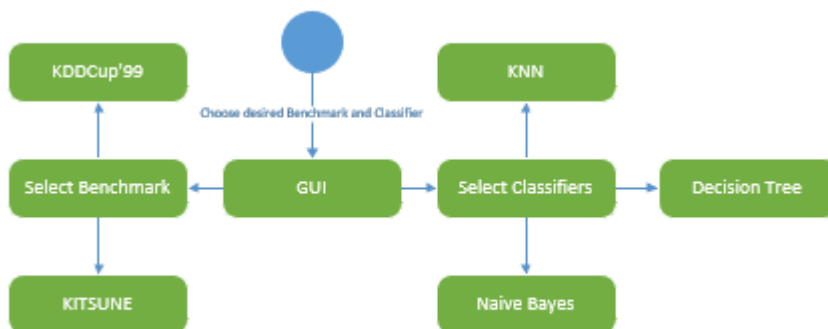 KDDCup'99
KNN
Choose desired Benchmark and Classifier
Select Benchmark
GUI
Select Classifiers
Decision Tree
KITSUNE
Naive Bayes